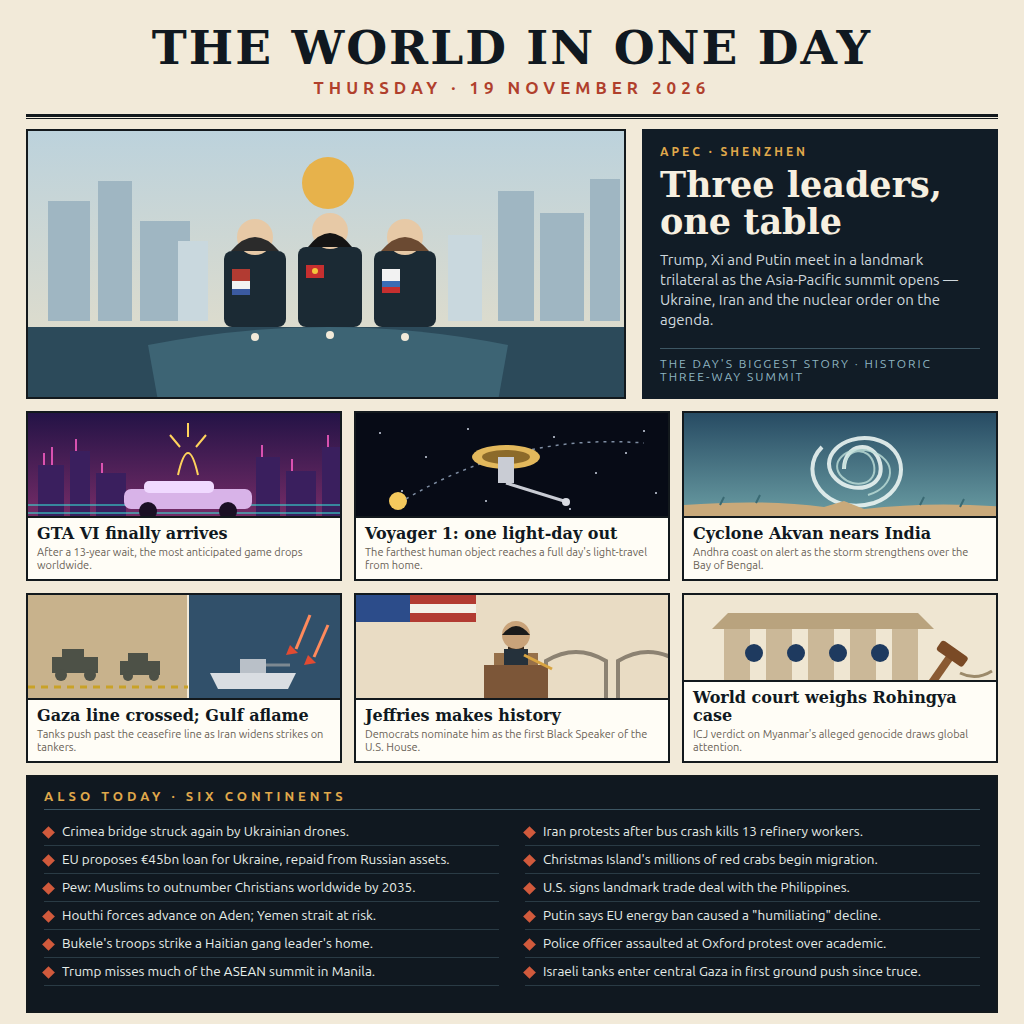 THE WORLD IN ONE DAY
THURSDAY · 19 NOVEMBER 2026
APEC · SHENZHEN
Three leaders,
one table
Trump, Xi and Putin meet in a landmark
trilateral as the Asia-Pacific summit opens —
Ukraine, Iran and the nuclear order on the
agenda.
THE DAY'S BIGGEST STORY · HISTORIC
THREE-WAY SUMMIT
GTA VI finally arrives
After a 13-year wait, the most anticipated game drops
worldwide.
Voyager 1: one light-day out
The farthest human object reaches a full day's light-travel
from home.
Cyclone Akvan nears India
Andhra coast on alert as the storm strengthens over the
Bay of Bengal.
Gaza line crossed; Gulf aflame
Tanks push past the ceasefire line as Iran widens strikes on
tankers.
Jeffries makes history
Democrats nominate him as the first Black Speaker of the
U.S. House.
World court weighs Rohingya
case
ICJ verdict on Myanmar's alleged genocide draws global
attention.
ALSO TODAY · SIX CONTINENTS
Crimea bridge struck again by Ukrainian drones.
EU proposes €45bn loan for Ukraine, repaid from Russian assets.
Pew: Muslims to outnumber Christians worldwide by 2035.
Houthi forces advance on Aden; Yemen strait at risk.
Bukele's troops strike a Haitian gang leader's home.
Trump misses much of the ASEAN summit in Manila.
Iran protests after bus crash kills 13 refinery workers.
Christmas Island's millions of red crabs begin migration.
U.S. signs landmark trade deal with the Philippines.
Putin says EU energy ban caused a "humiliating" decline.
Police officer assaulted at Oxford protest over academic.
Israeli tanks enter central Gaza in first ground push since truce.